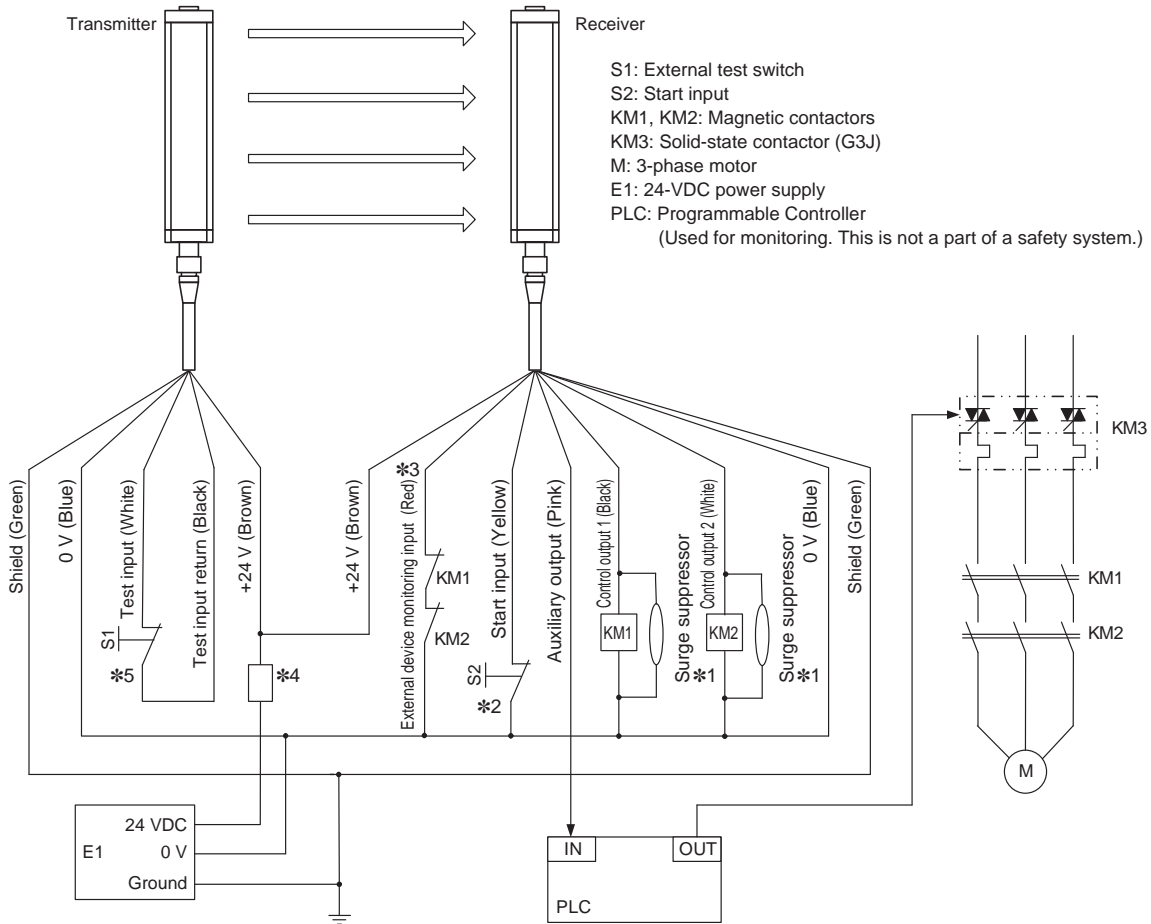 Transmitter
Receiver
S1: External test switch
S2: Start input
KM1, KM2: Magnetic contactors
KM3: Solid-state contactor (G3J)
M: 3-phase motor
E1: 24-VDC power supply
PLC: Programmable Controller
(Used for monitoring. This is not a part of a safety system.)
Shield (Green)
0 V (Blue)
Test input (White)
S1
*5
Test input return (Black)
+24 V (Brown)
*4
+24 V (Brown)
*3
External device monitoring input (Red)
KM1
KM2
Start input (Yellow)
S2
*2
Auxiliary output (Pink)
Control output 1 (Black)
KM1
Surge suppressor
*1
Control output 2 (White)
KM2
Surge suppressor
*1
0 V (Blue)
Shield (Green)
KM3
KM1
KM2
M
E1
24 VDC
0 V
Ground
IN
OUT
PLC